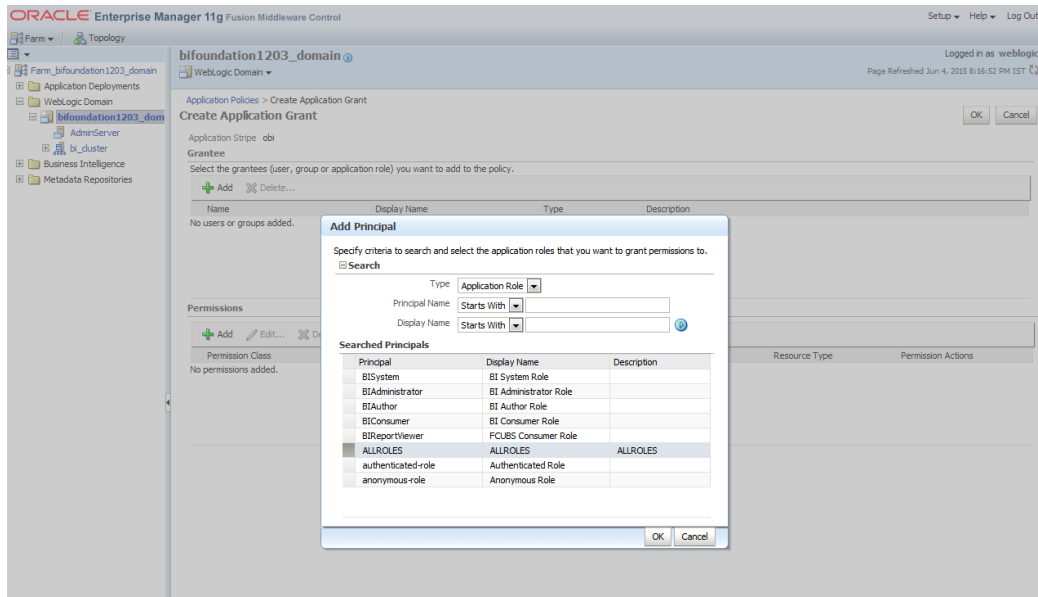 ORACLE Enterprise Manager 11g Fusion Middleware Control
Setup Help Log Out
Farm Topology
Farm_bifoundation1203_domain
Application Deployments
WebLogic Domain
bifoundation1203_dom
AdminServer
bi_cluster
Business Intelligence
Metadata Repositories
bifoundation1203_domain
Logged in as weblogic
WebLogic Domain
Page Refreshed Jun 4, 2015 8:16:52 PM IST
Application Policies > Create Application Grant
Create Application Grant
OK Cancel
Application Stripe obi
Grantee
Select the grantees (user, group or application role) you want to add to the policy.
Add Delete...
Name Display Name Type Description
No users or groups added.
Permissions
Add Edit... De
Permission Class Resource Type Permission Actions
No permissions added.
Add Principal
Specify criteria to search and select the application roles that you want to grant permissions to.
Search
Type Application Role
Principal Name Starts With
Display Name Starts With
Searched Principals
Principal Display Name Description
BISystem BI System Role
BIAdministrator BI Administrator Role
BIAuthor BI Author Role
BIConsumer BI Consumer Role
BIReportViewer FCUBS Consumer Role
ALLROLES ALLROLES ALLROLES
authenticated-role Authenticated Role
anonymous-role Anonymous Role
OK Cancel